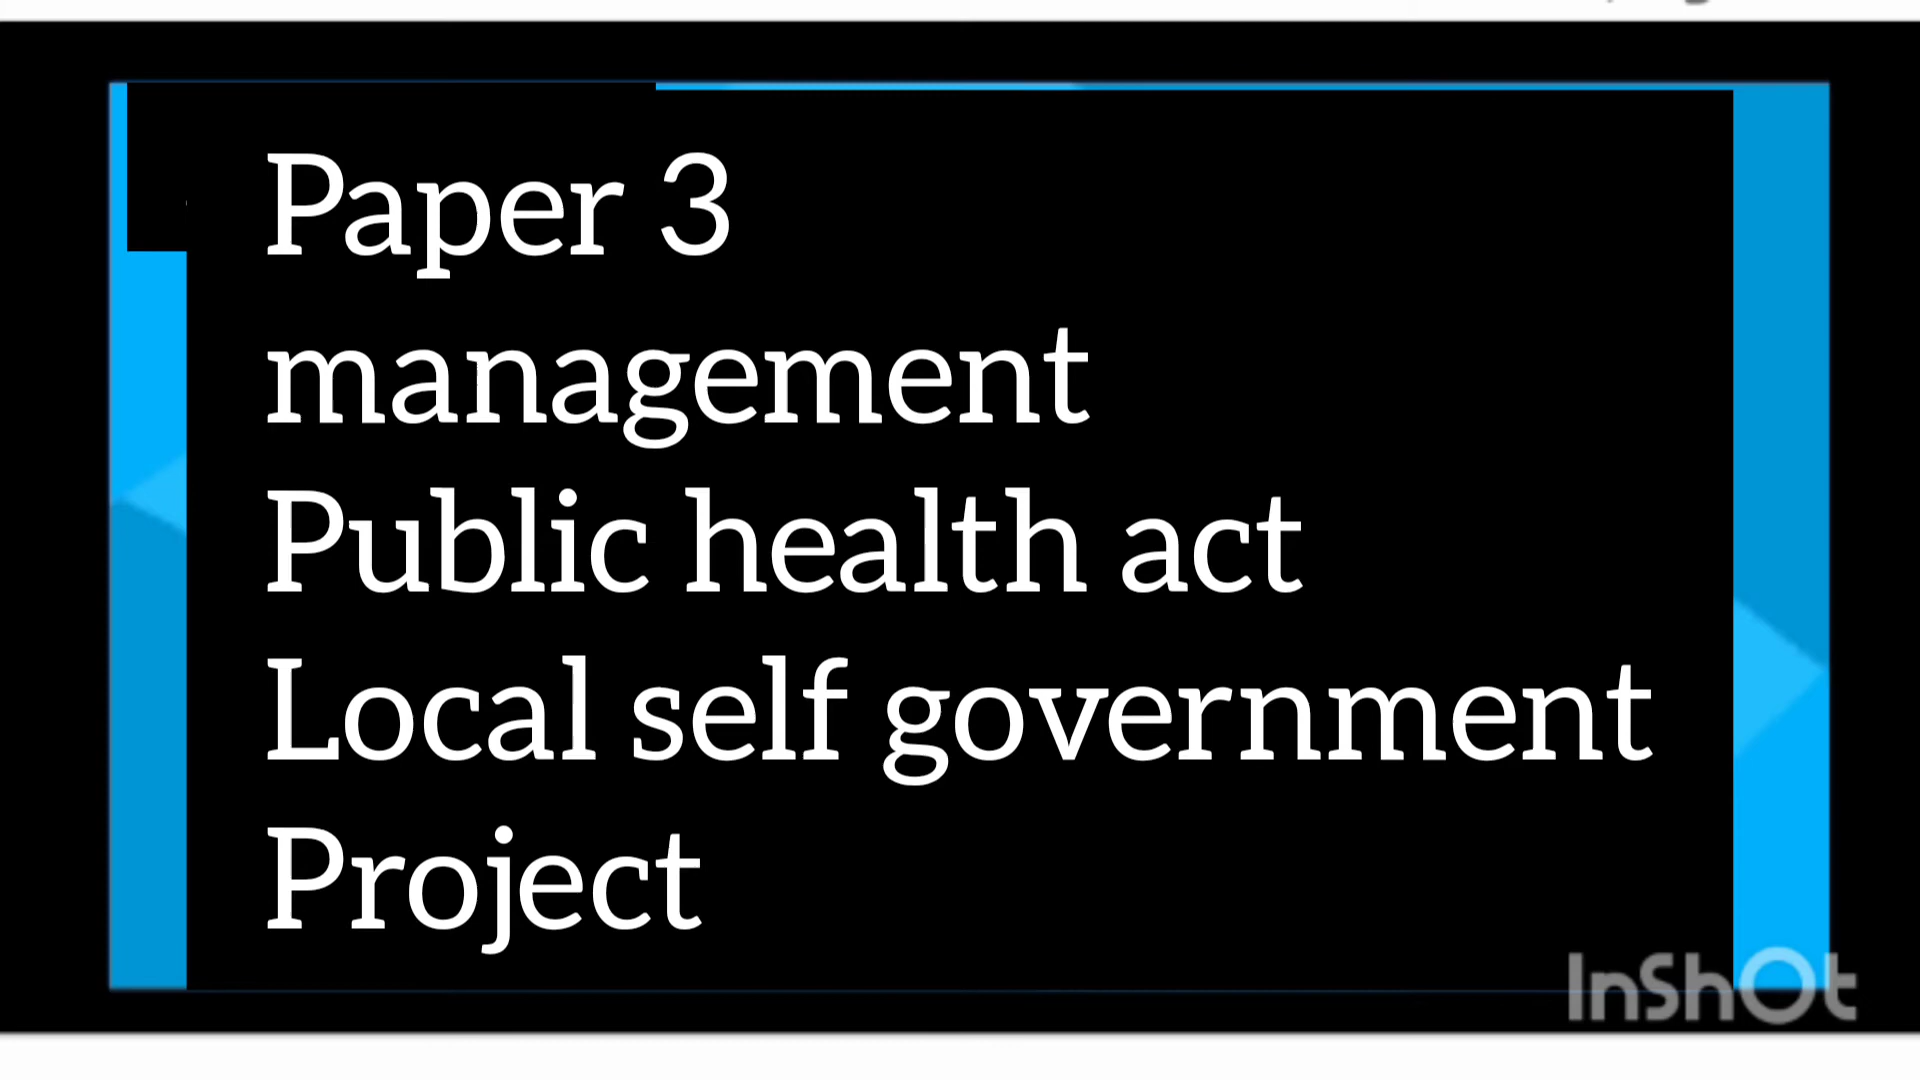 Paper 3
management
Public health act
Local self government
Project
InShOt